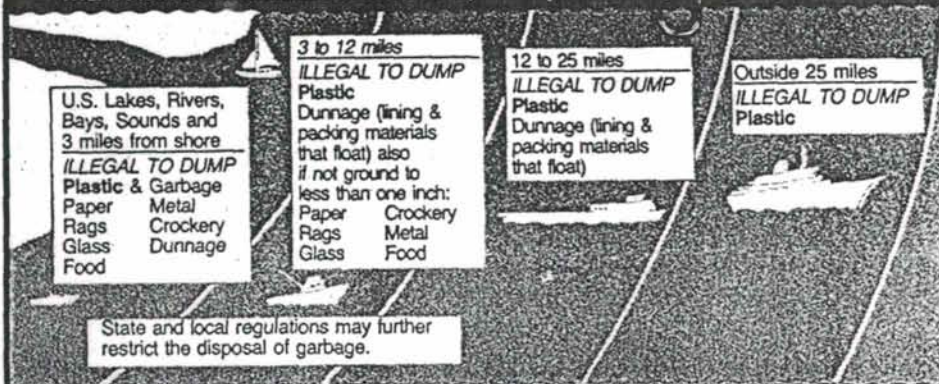 U.S. Lakes, Rivers,
Bays, Sounds and
3 miles from shore
ILLEGAL TO DUMP
Plastic & Garbage
Paper Metal
Rags Crockery
Glass Dunnage
Food
3 to 12 miles
ILLEGAL TO DUMP
Plastic
Dunnage (lining &
packing materials
that float) also
if not ground to
less than one inch:
Paper Crockery
Rags Metal
Glass Food
12 to 25 miles
ILLEGAL TO DUMP
Plastic
Dunnage (lining &
packing materials
that float)
Outside 25 miles
ILLEGAL TO DUMP
Plastic
State and local regulations may further
restrict the disposal of garbage.